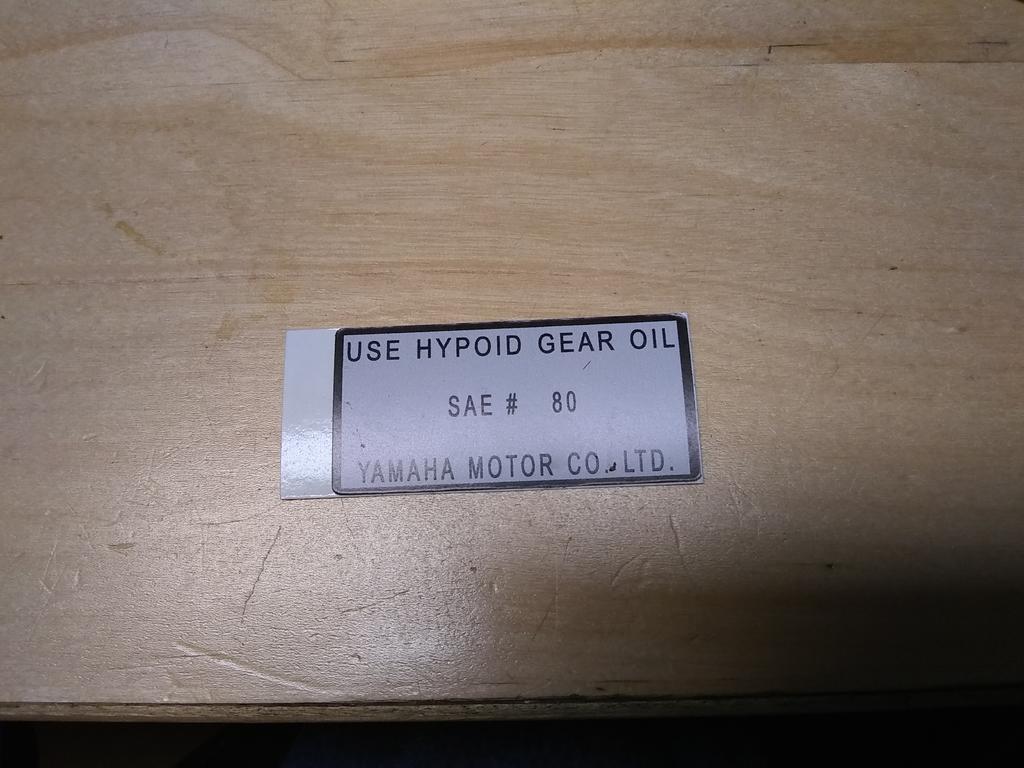 USE HYPOID GEAR OIL
SAE # 80
YAMAHA MOTOR CO., LTD.